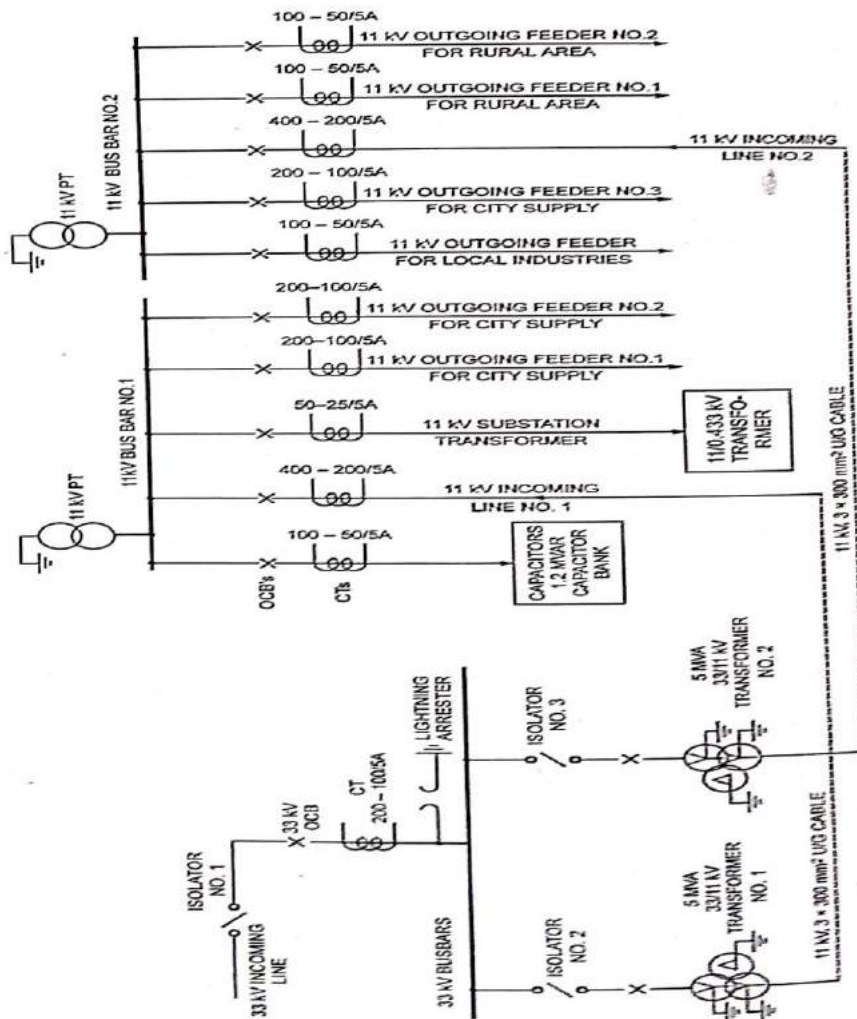 100 – 50/5A
11 kV OUTGOING FEEDER NO.2
FOR RURAL AREA
100 – 50/5A
11 kV OUTGOING FEEDER NO.1
FOR RURAL AREA
400 – 200/5A
11 kV INCOMING
LINE NO.2
200 – 100/5A
11 kV OUTGOING FEEDER NO.3
FOR CITY SUPPLY
100 – 50/5A
11 kV OUTGOING FEEDER
FOR LOCAL INDUSTRIES
11 kV BUS BAR NO.2
11 kV PT
200–100/5A
11 kV OUTGOING FEEDER NO.2
FOR CITY SUPPLY
200–100/5A
11 kV OUTGOING FEEDER NO.1
FOR CITY SUPPLY
50–25/5A
11 kV SUBSTATION
TRANSFORMER
11/0.433 kV
TRANSFO-
RMER
400 – 200/5A
11 kV INCOMING
LINE NO. 1
100 – 50/5A
CAPACITORS
1.2 MVAR
CAPACITOR
BANK
11kV BUS BAR NO.1
11 kV PT
OCB's
CTs
11 kV, 3 × 300 mm² U/G CABLE
ISOLATOR
NO. 1
33 kV INCOMING
LINE
33 kV
OCB
CT
200 – 100/5A
LIGHTNING
ARRESTER
33 kV BUSBARS
ISOLATOR
NO. 2
ISOLATOR
NO. 3
5 MVA
33/11 kV
TRANSFORMER
NO. 1
5 MVA
33/11 kV
TRANSFORMER
NO. 2
11 kV, 3 × 300 mm² U/G CABLE